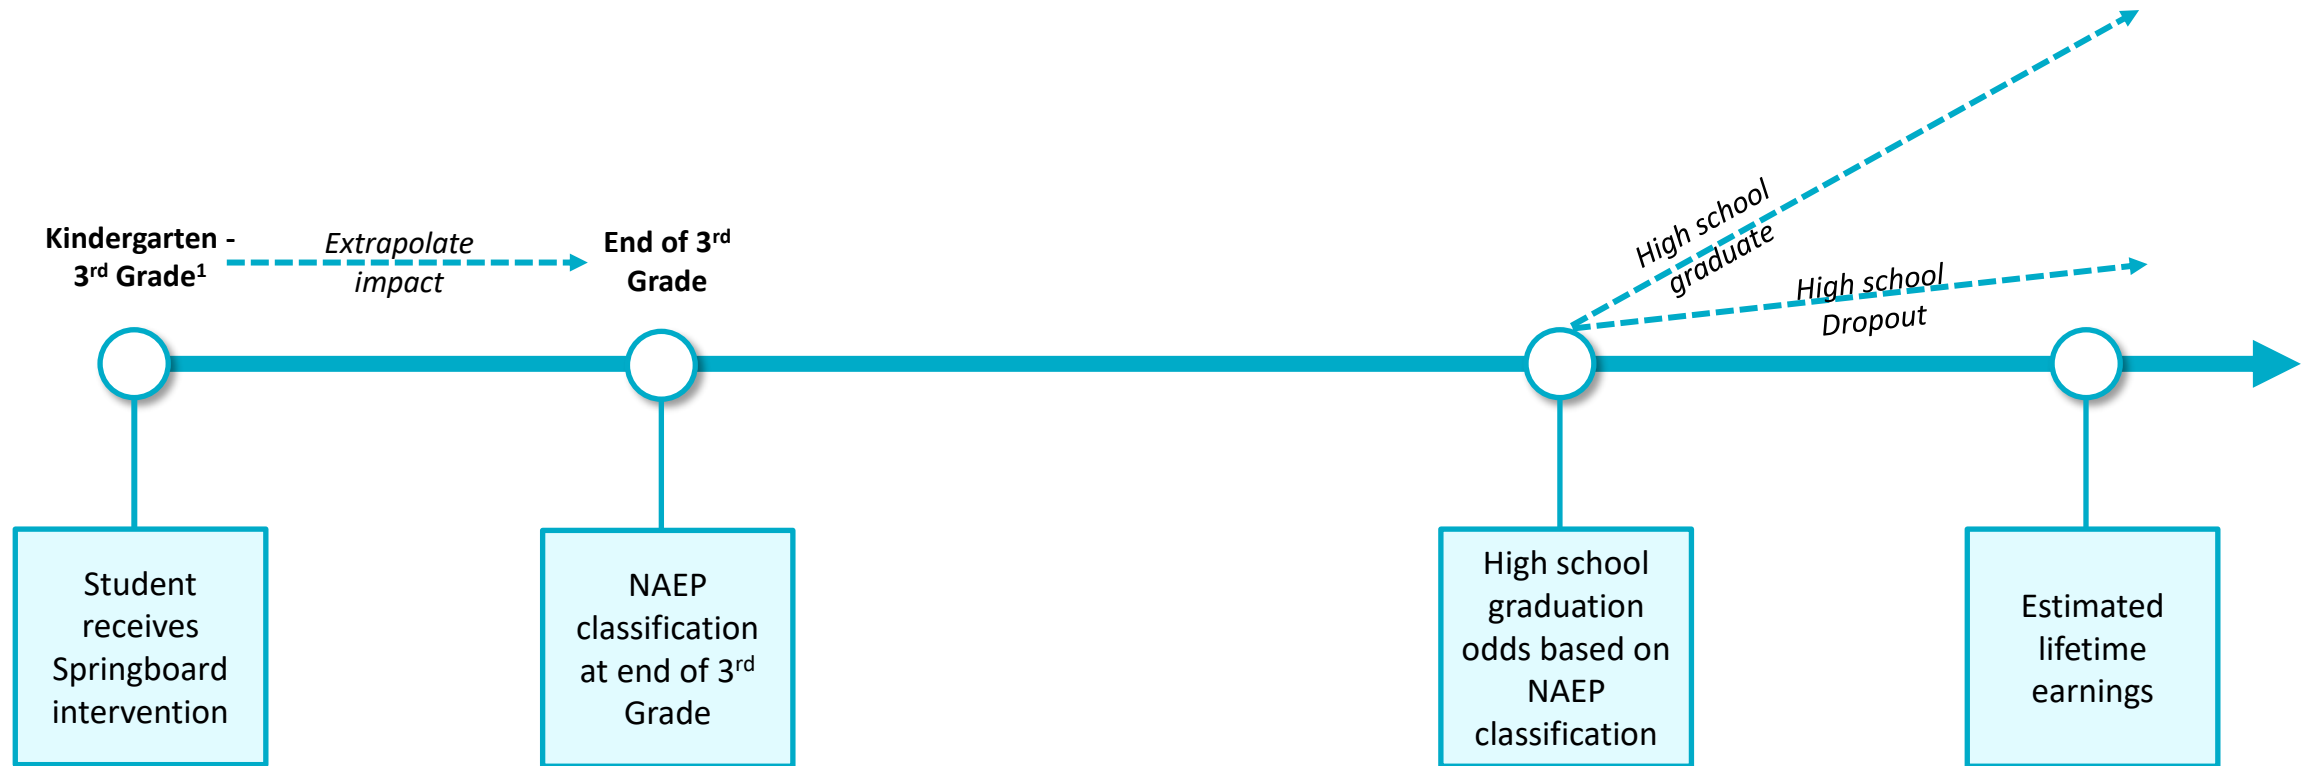 High school
graduate
Kindergarten -
3rd Grade1
Extrapolate
impact
End of 3rd
Grade
High school
Dropout
Student
receives
Springboard
intervention
NAEP
classification
at end of 3rd
Grade
High school
graduation
odds based on
NAEP
classification
Estimated
lifetime
earnings